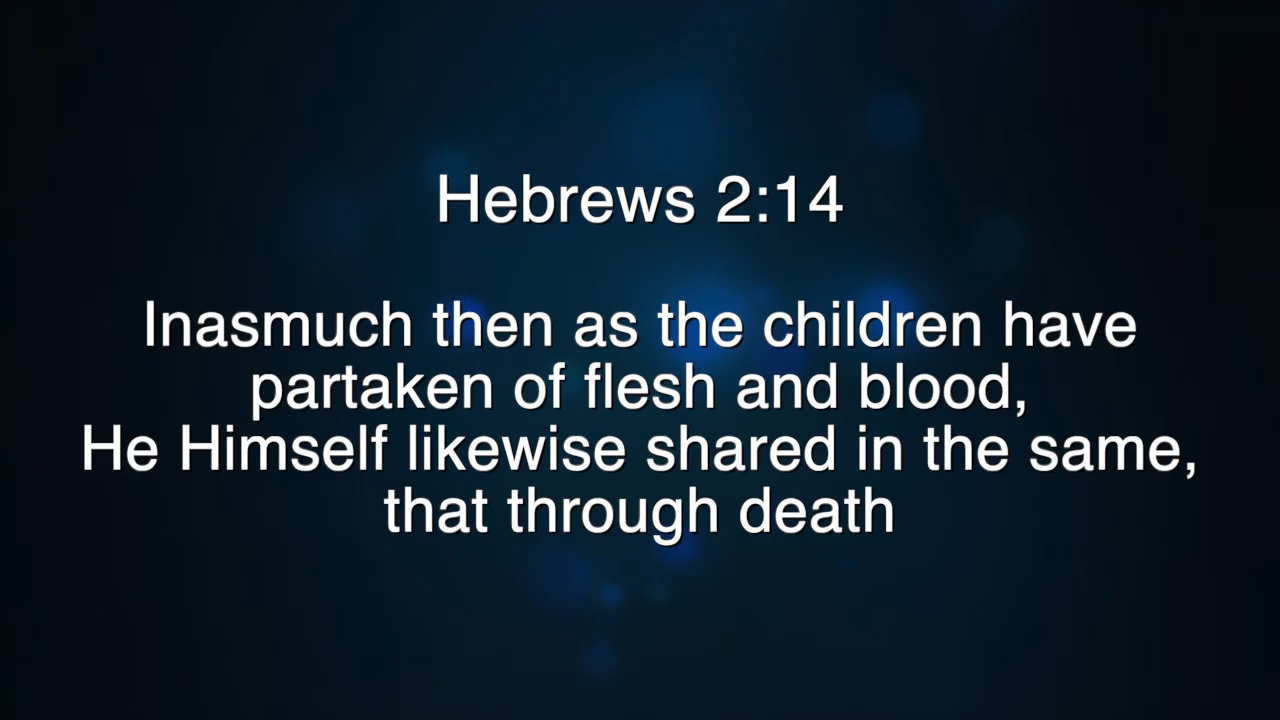 Hebrews 2:14
Inasmuch then as the children have
partaken of flesh and blood,
He Himself likewise shared in the same,
that through death